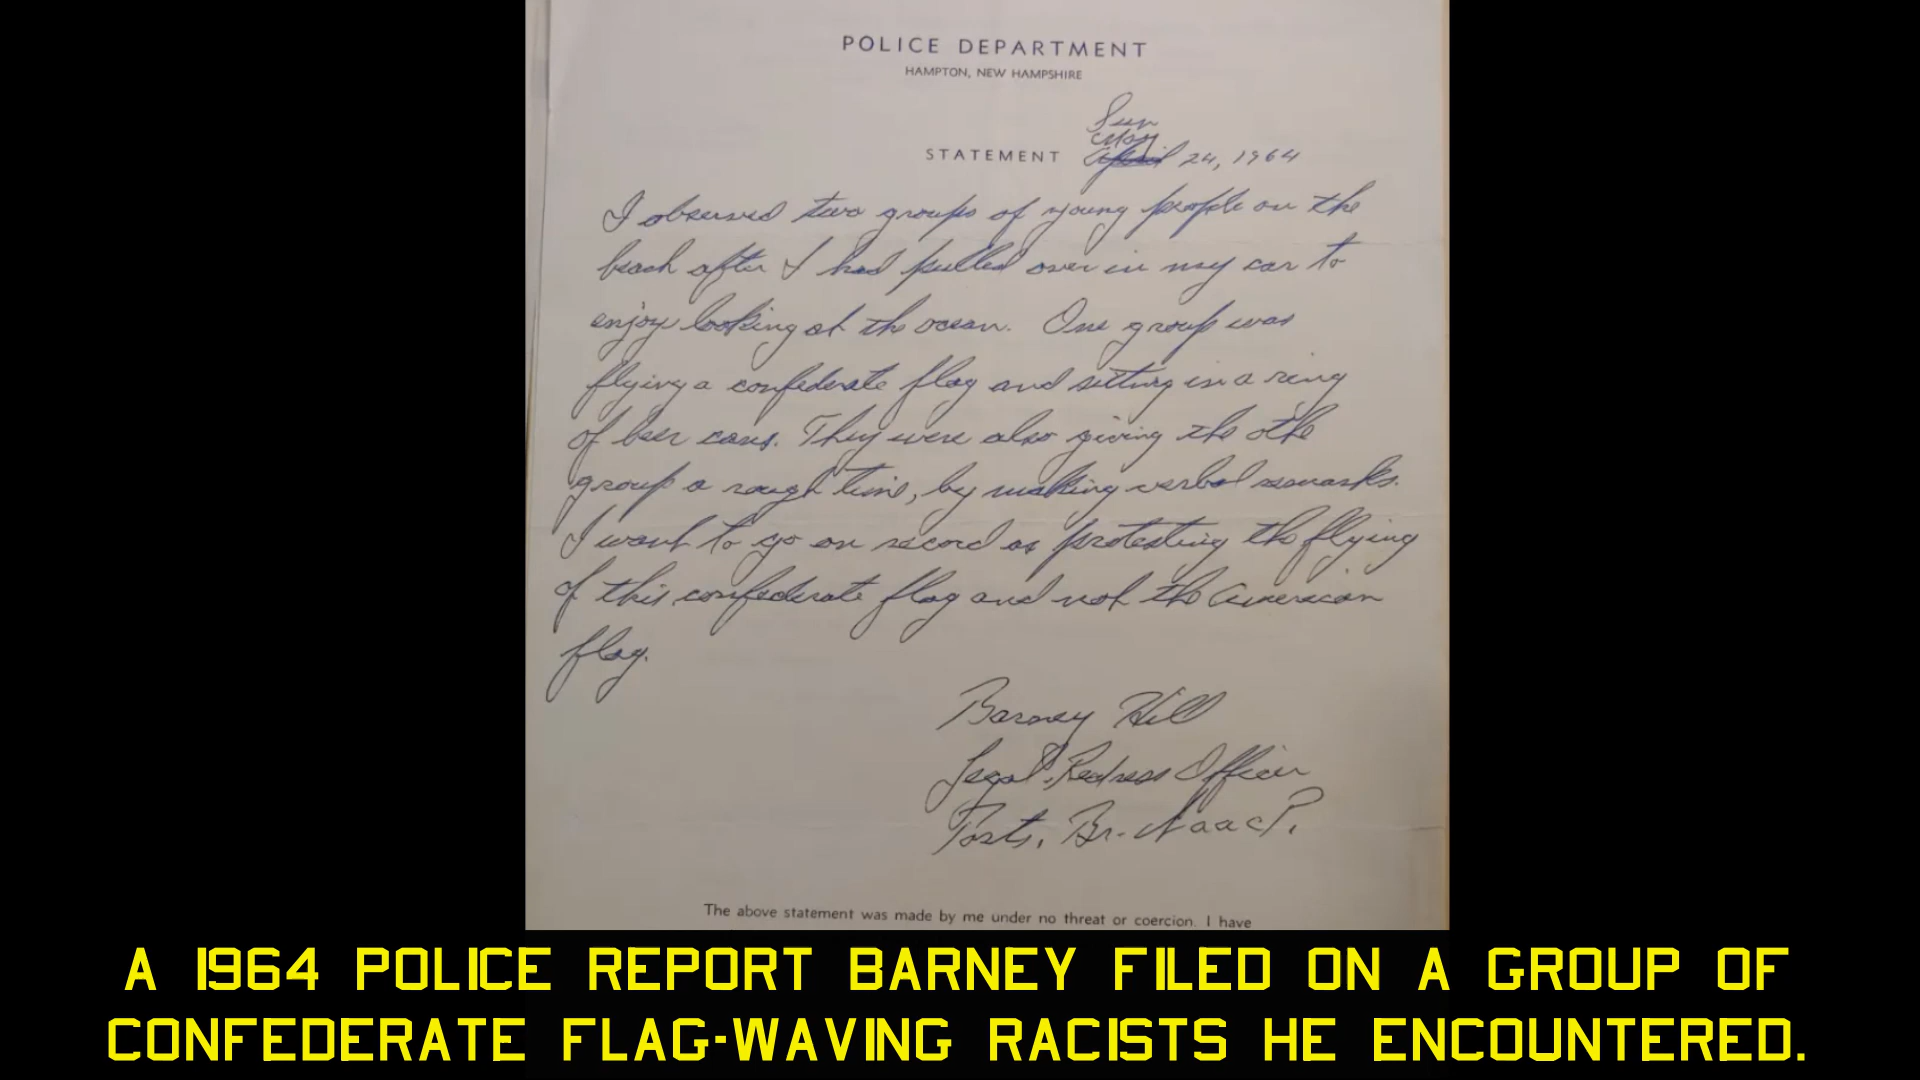 POLICE DEPARTMENT
HAMPTON, NEW HAMPSHIRE
Sun
May
STATEMENT April 24, 1964
I observed two groups of young people on the
beach after I had pulled over in my car to
enjoy looking at the ocean. One group was
flying a confederate flag and sitting in a ring
of beer cans. They were also giving the othe
group a rough time, by making verbal remarks.
I want to go on record as protesting the flying
of this confederate flag and not the American
flag.
Barney Hill
Legal Redress Officer
Ports. Br. NaacP.
The above statement was made by me under no threat or coercion. I have
A 1964 POLICE REPORT BARNEY FILED ON A GROUP OF
CONFEDERATE FLAG-WAVING RACISTS HE ENCOUNTERED.